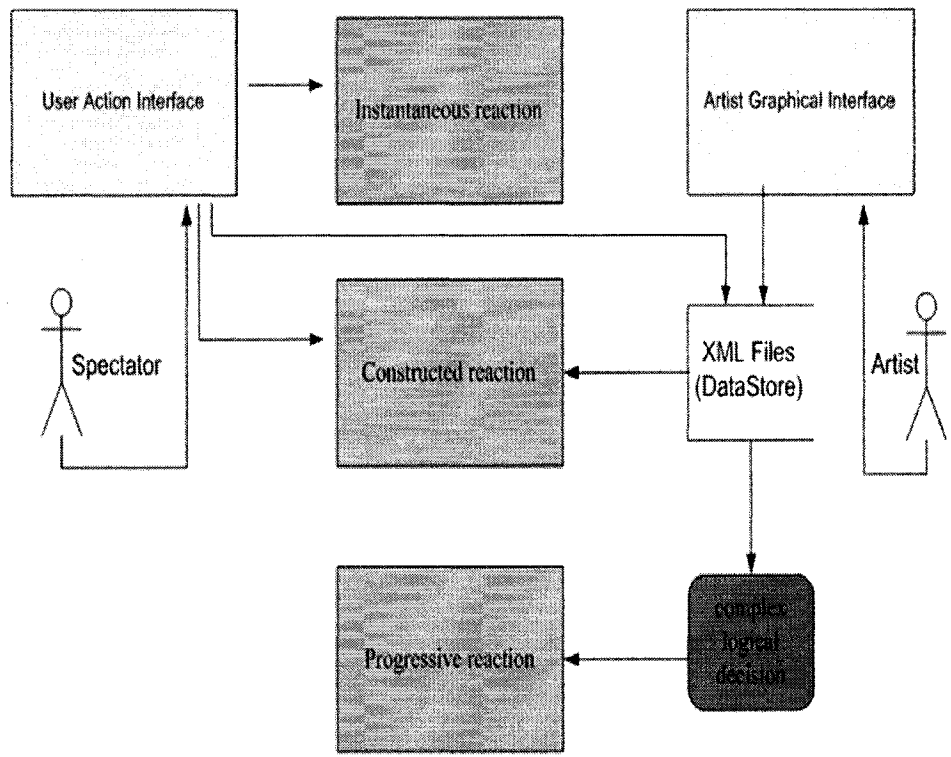 User Action Interface
Instantaneous reaction
Artist Graphical Interface
Spectator
Constructed reaction
XML Files
(DataStore)
Artist
Progressive reaction
complex
logical
decision